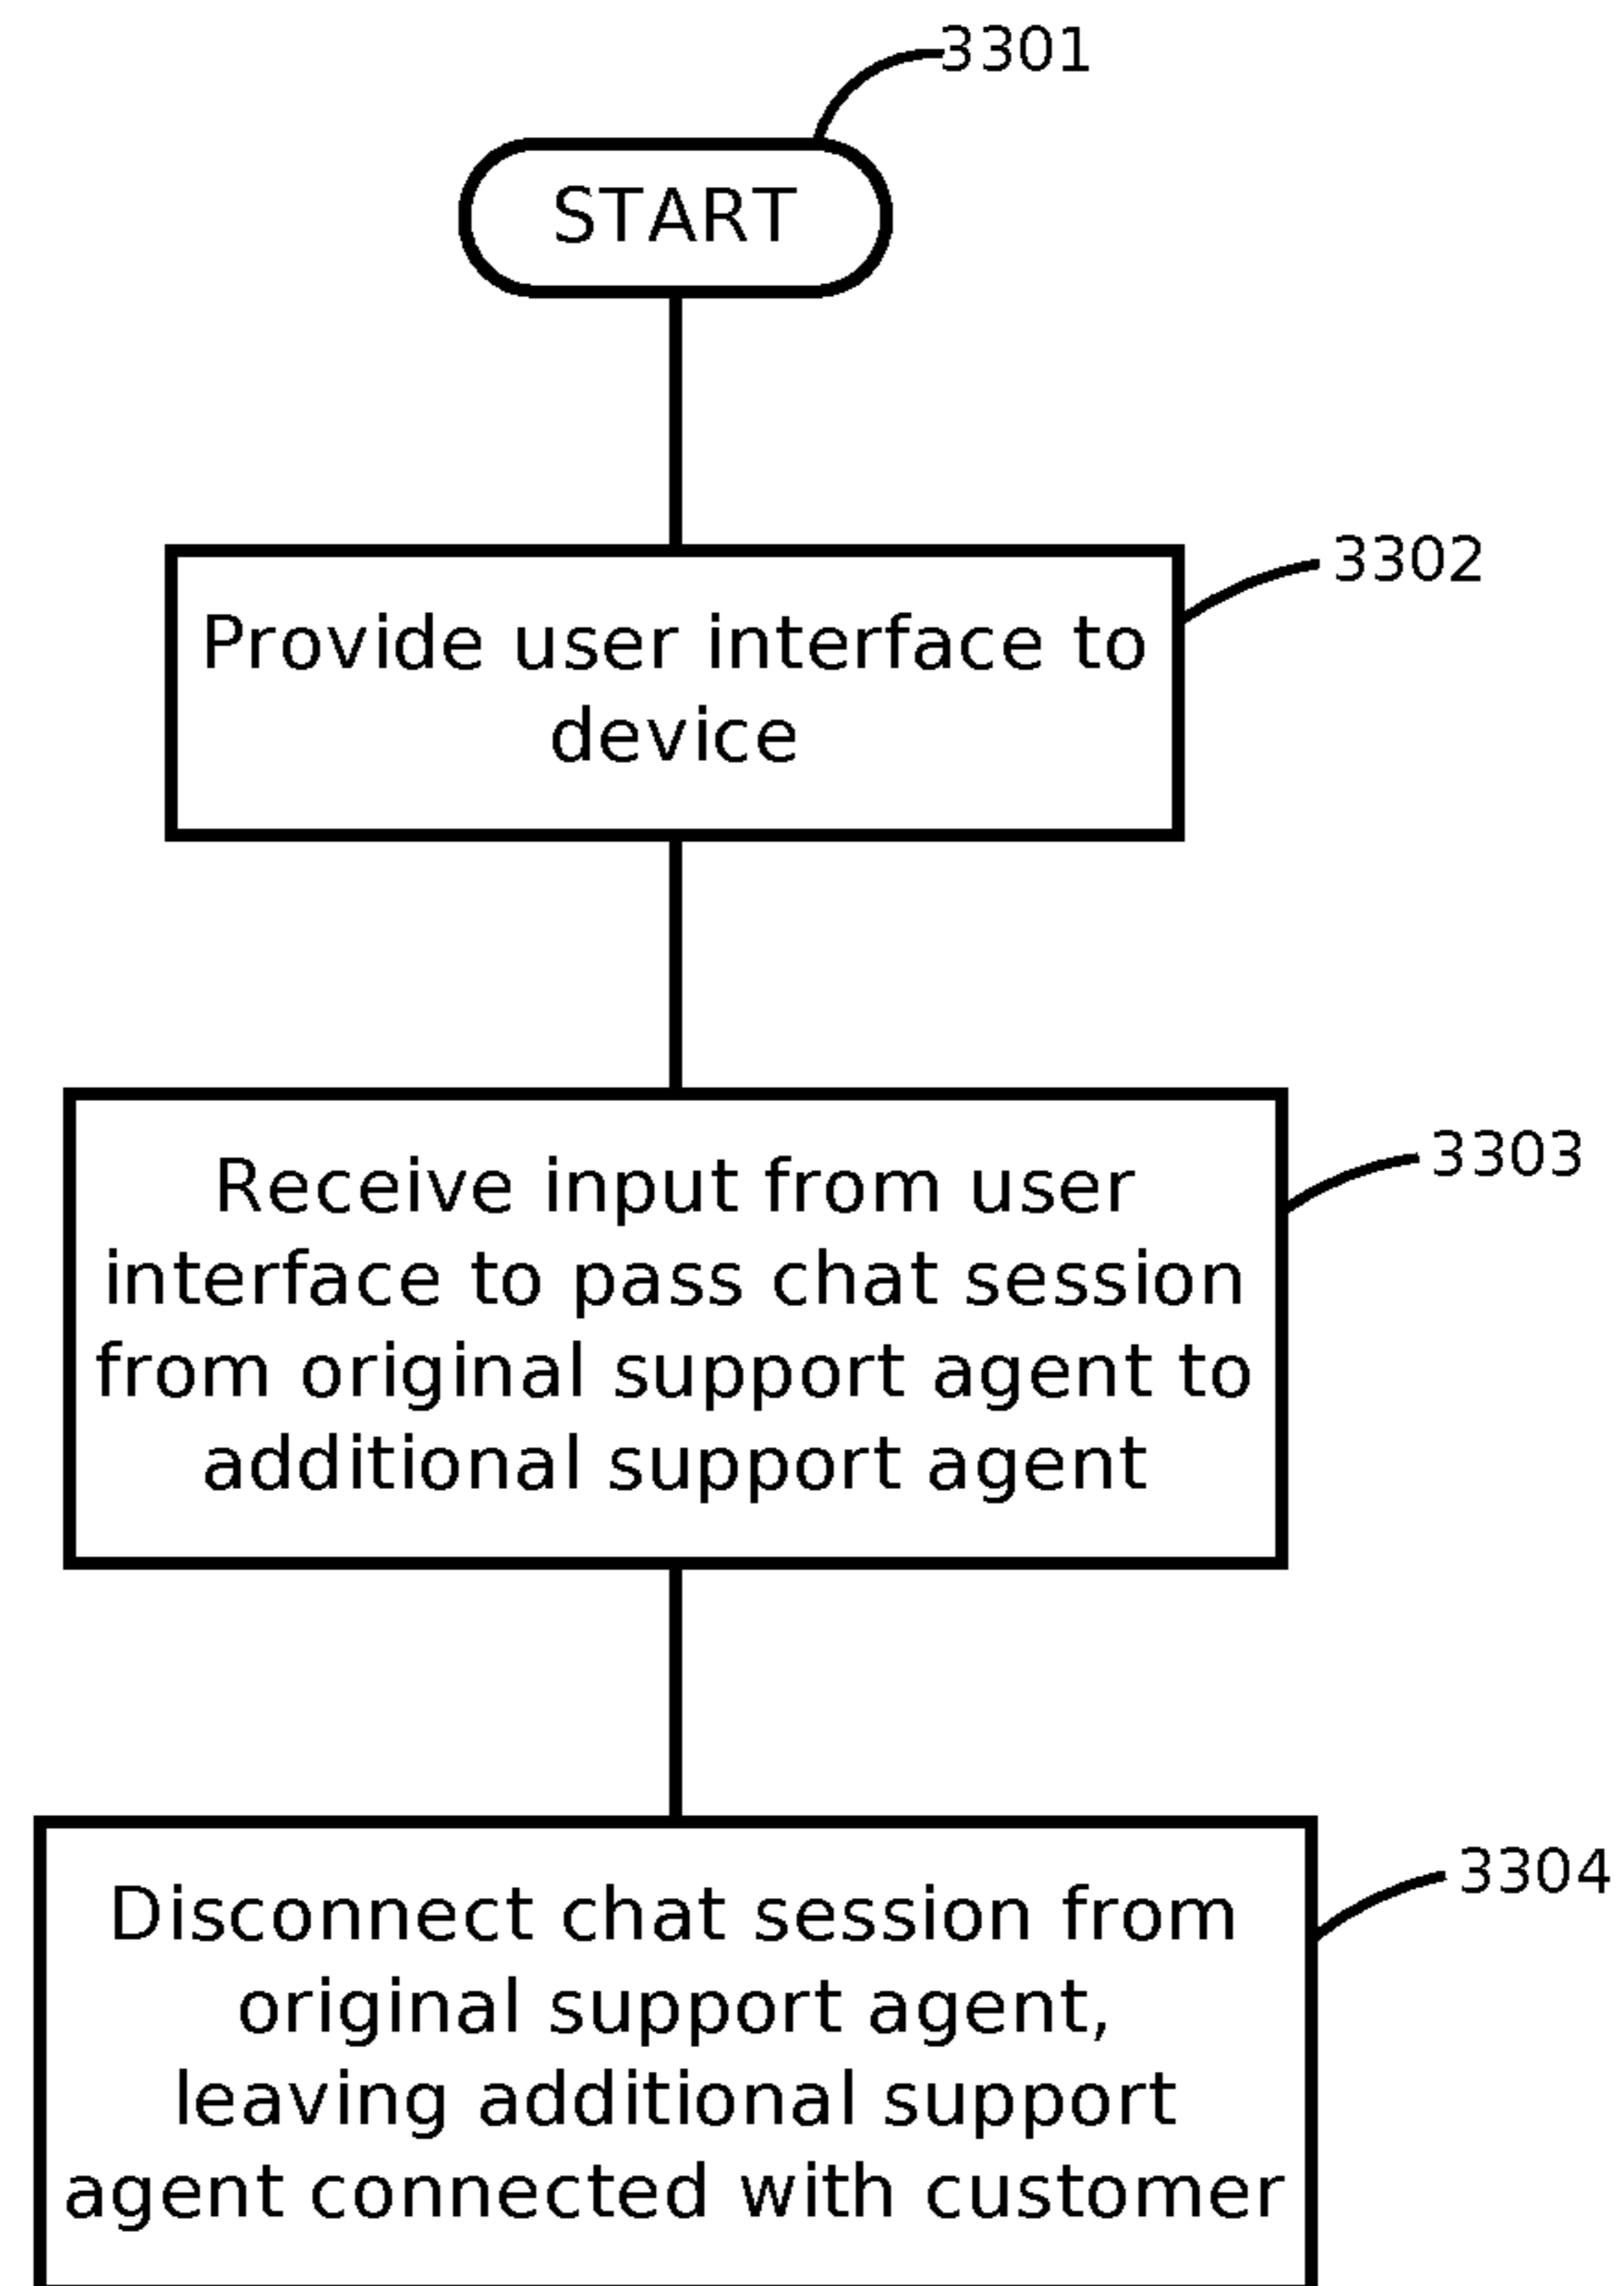 3301
START
3302
Provide user interface to
device
3303
Receive input from user
interface to pass chat session
from original support agent to
additional support agent
3304
Disconnect chat session from
original support agent,
leaving additional support
agent connected with customer